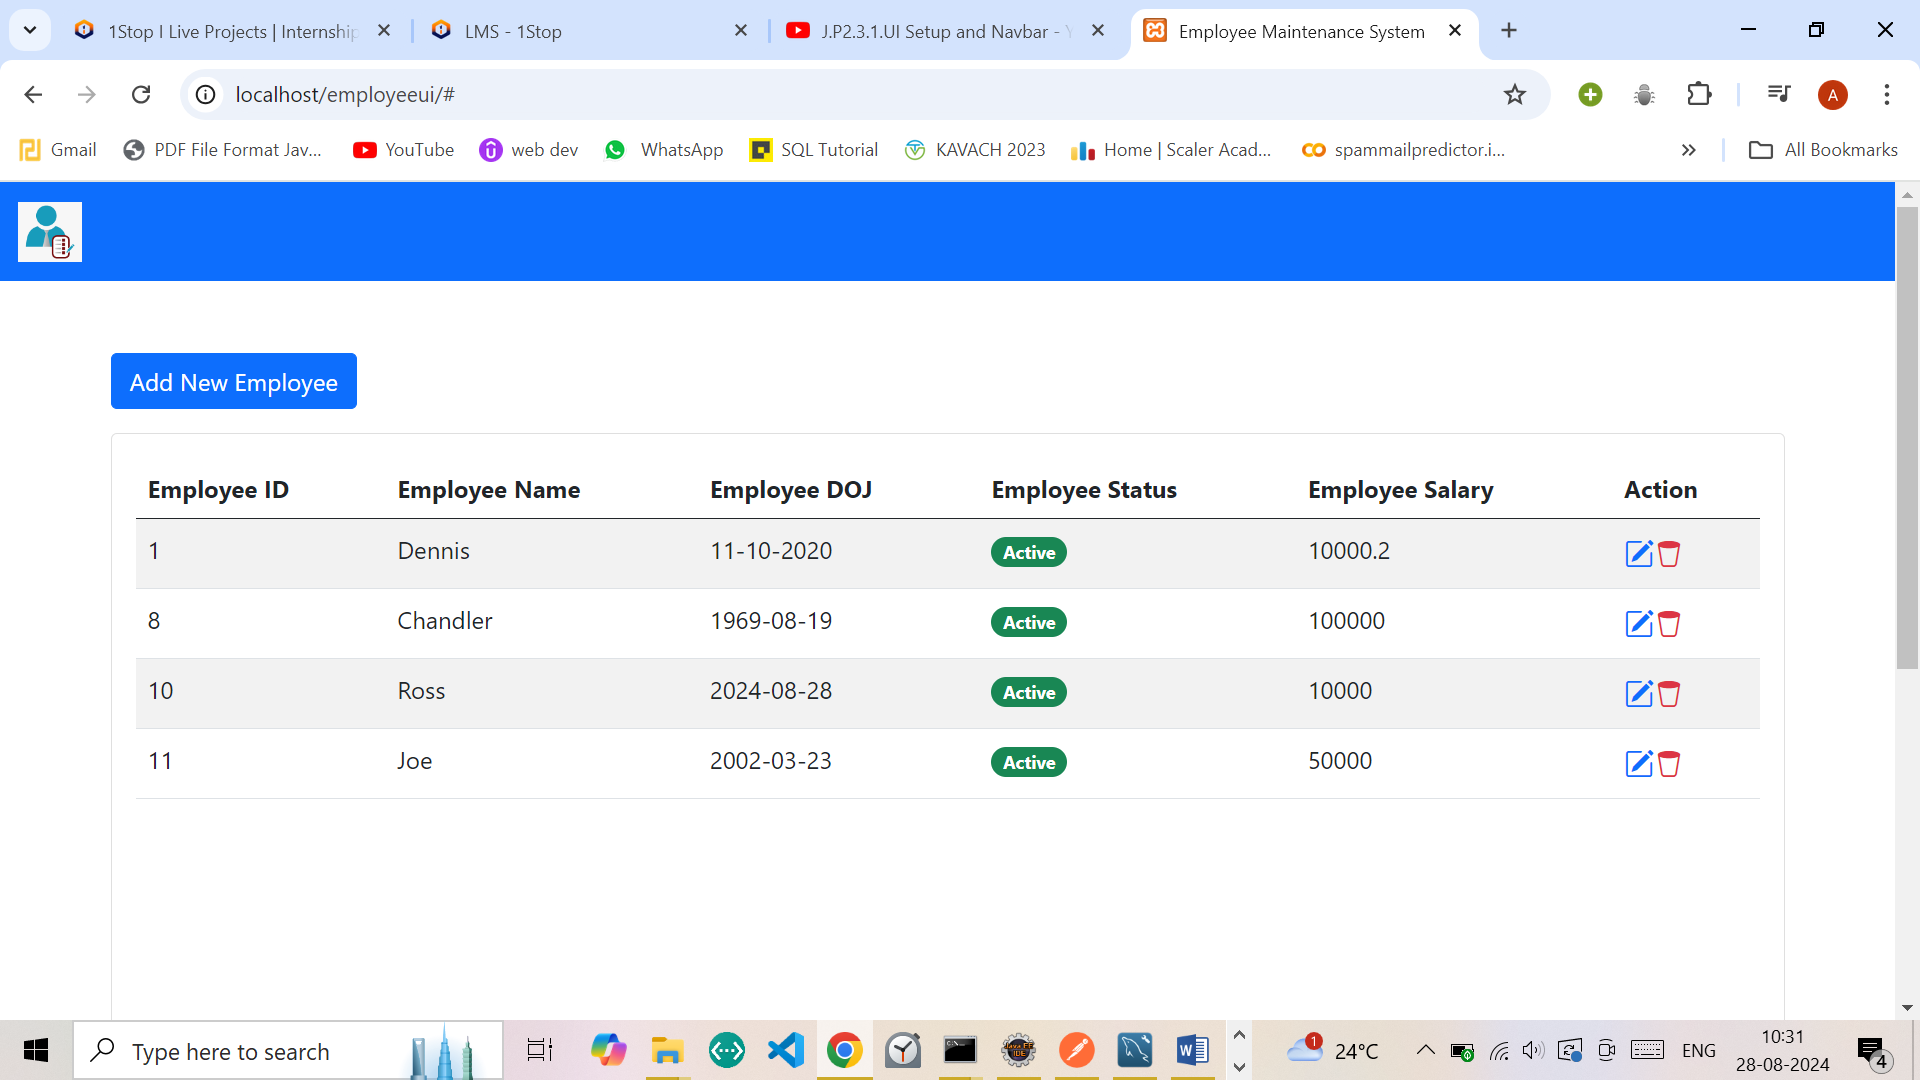 1Stop I Live Projects | Internship
LMS - 1Stop
J.P2.3.1.UI Setup and Navbar - Y
Employee Maintenance System
localhost/employeeui/#
A
Gmail
PDF File Format Jav...
YouTube
web dev
WhatsApp
SQL Tutorial
KAVACH 2023
Home | Scaler Acad...
spammailpredictor.i...
All Bookmarks
Add New Employee
Employee ID Employee Name Employee DOJ Employee Status Employee Salary Action
1 Dennis 11-10-2020 Active 10000.2
8 Chandler 1969-08-19 Active 100000
10 Ross 2024-08-28 Active 10000
11 Joe 2002-03-23 Active 50000
Type here to search
1
24°C
ENG
10:31
28-08-2024
4